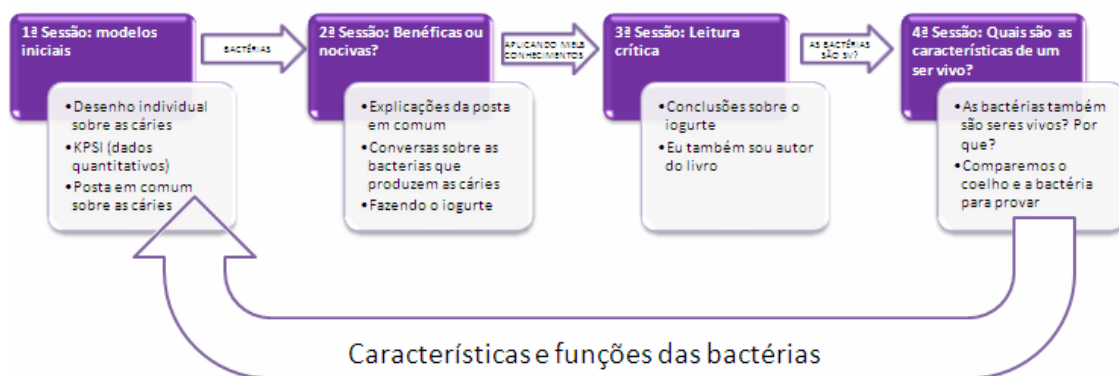 1ª Sessão: modelos
iniciais
• Desenho individual
sobre as cáries
• KPSI (dados
quantitativos)
• Posta em comum
sobre as cáries
BACTÉRIAS
2ª Sessão: Benéficas ou
nocivas?
• Explicações da posta
em comum
• Conversas sobre as
bacterias que
produzem as cáries
• Fazendo o iogurte
APLICANDO
CONHECIMENTOS
3ª Sessão: Leitura
crítica
• Conclusões sobre o
iogurte
• Eu também sou autor
do livro
AS BACTÉRIAS
SÃO SV?
4ª Sessão: Quais são as
características de um
ser vivo?
• As bactérias também
são seres vivos? Por
que?
• Comparemos o
coelho e a bactéria
para provar
Características e funções das bactérias